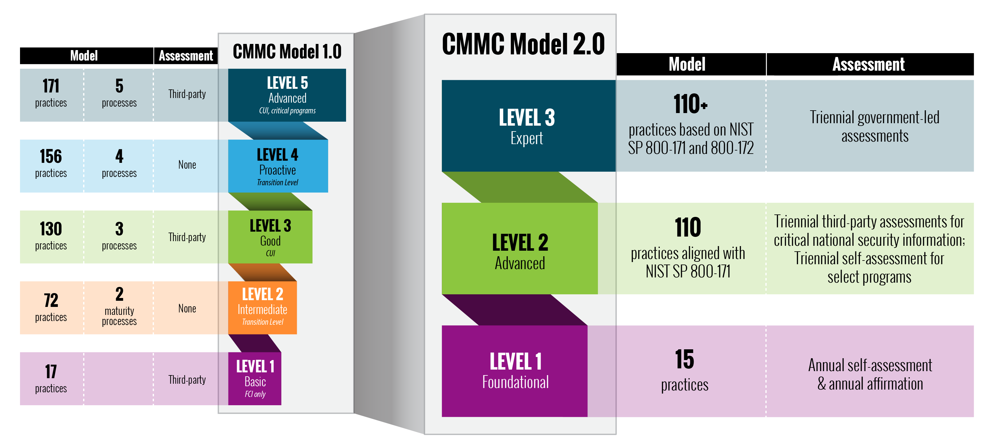 CMMC Model 1.0
Model
Assessment
171
practices
5
processes
Third-party
LEVEL 5
Advanced
CUI, critical programs
156
practices
4
processes
None
LEVEL 4
Proactive
Transition Level
130
practices
3
processes
Third-party
LEVEL 3
Good
CUI
72
practices
2
maturity
processes
None
LEVEL 2
Intermediate
Transition Level
17
practices
Third-party
LEVEL 1
Basic
FCI only
CMMC Model 2.0
Model
Assessment
LEVEL 3
Expert
110+
practices based on NIST
SP 800-171 and 800-172
Triennial government-led
assessments
LEVEL 2
Advanced
110
practices aligned with
NIST SP 800-171
Triennial third-party assessments for
critical national security information;
Triennial self-assessment for
select programs
LEVEL 1
Foundational
15
practices
Annual self-assessment
& annual affirmation